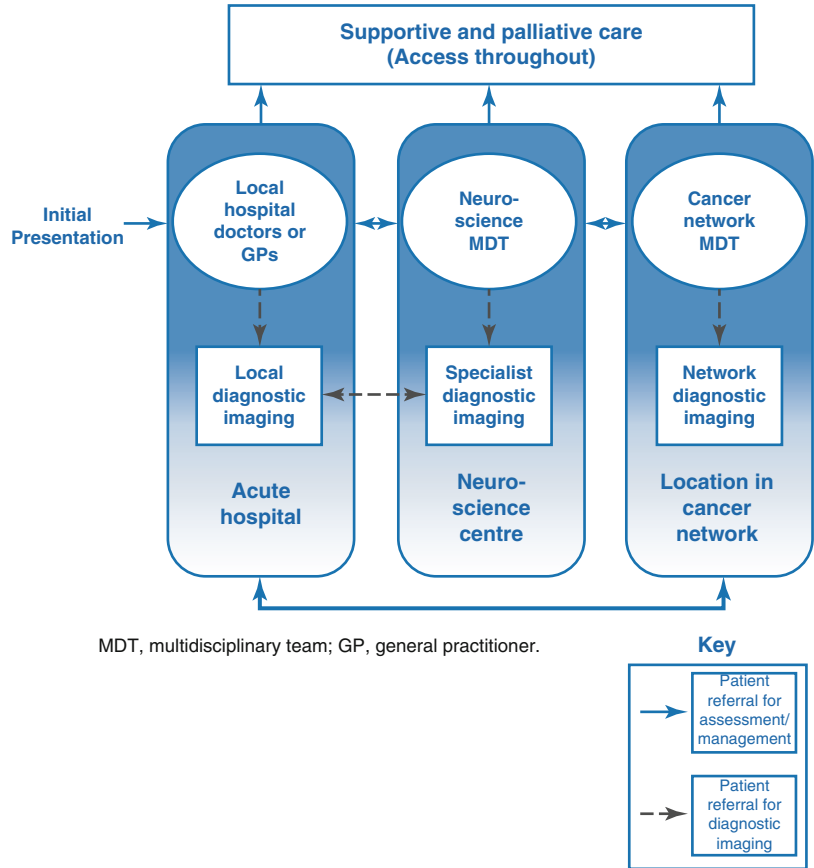 Supportive and palliative care
(Access throughout)
Initial
Presentation
Local
hospital
doctors or
GPs
Neuro-
science
MDT
Cancer
network
MDT
Local
diagnostic
imaging
Specialist
diagnostic
imaging
Network
diagnostic
imaging
Acute
hospital
Neuro-
science
centre
Location in
cancer
network
MDT, multidisciplinary team; GP, general practitioner.
Key
Patient
referral for
assessment/
management
Patient
referral for
diagnostic
imaging